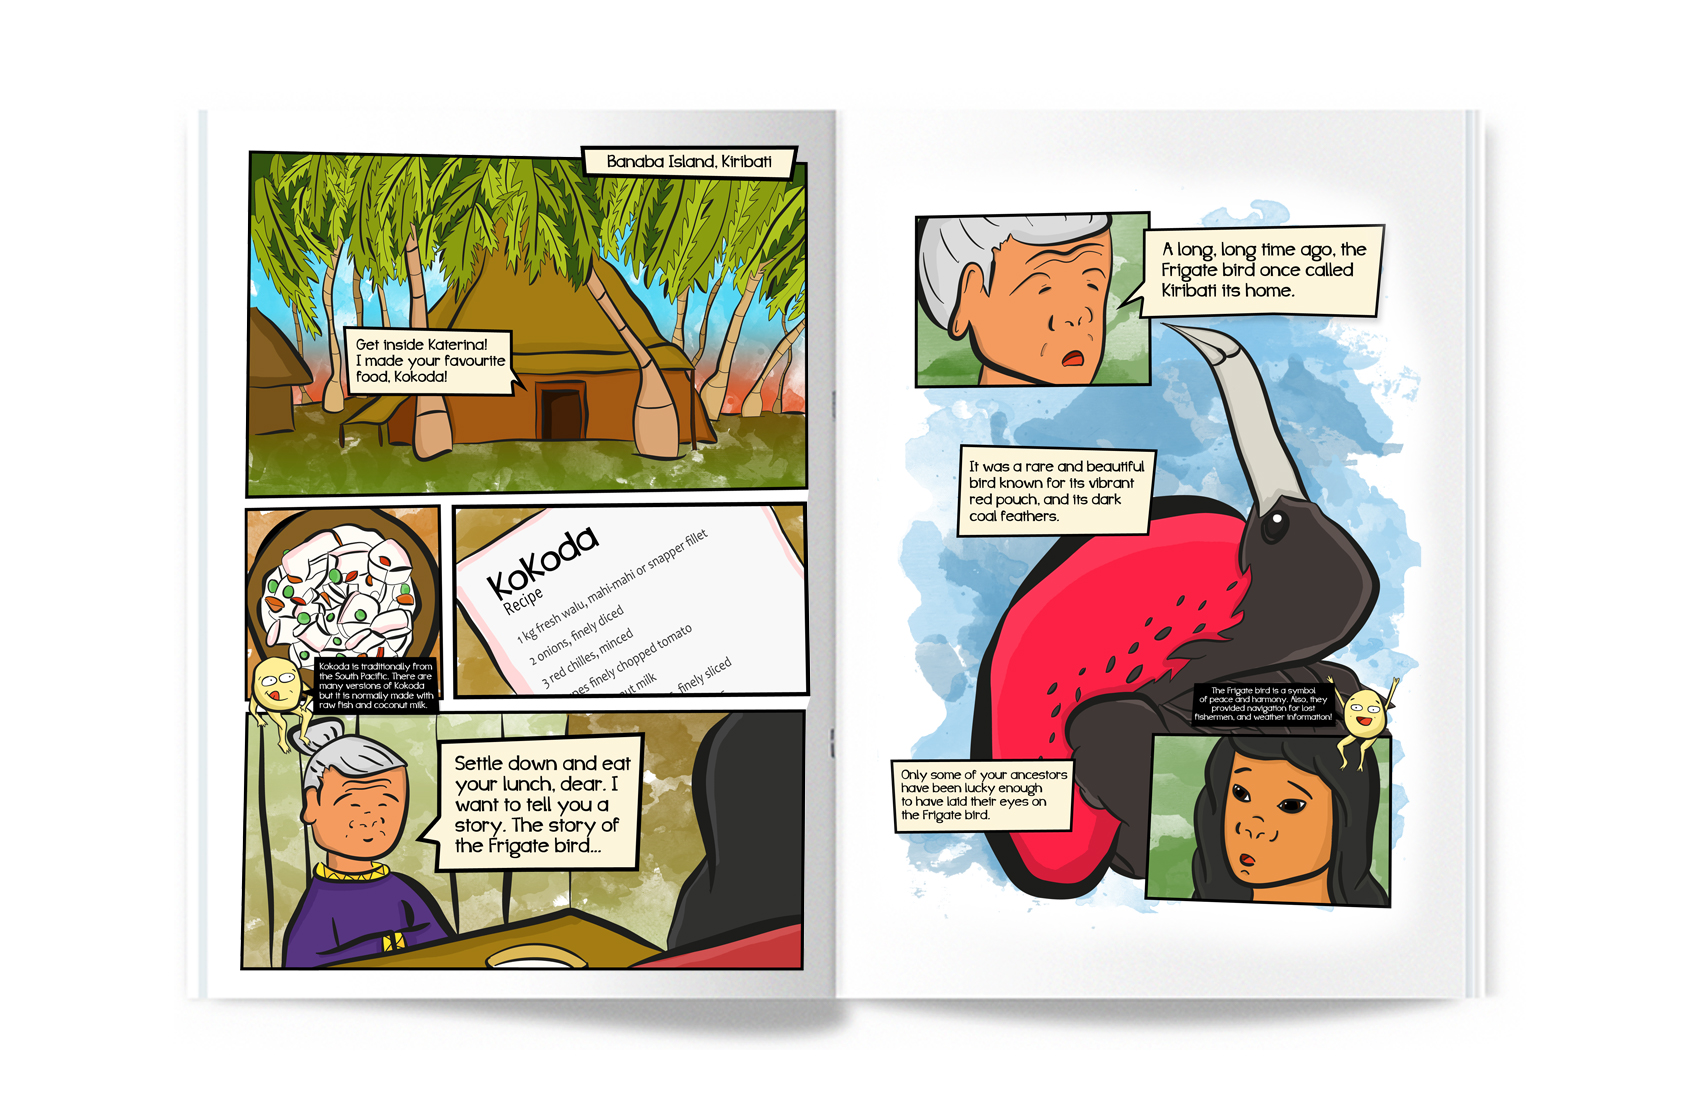 Banaba Island, Kiribati
Get inside Katerina!
I made your favourite
food, Kokoda!
KoKoda
Recipe
1 kg fresh walu, mahi-mahi or snapper fillet
2 onions, finely diced
3 red chilles, minced
finely chopped tomato
milk
finely sliced
Kokoda is traditionally from
the South Pacific. There are
many versions of Kokoda
but it is normally made with
raw fish and coconut milk.
Settle down and eat
your lunch, dear. I
want to tell you a
story. The story of
the Frigate bird...
A long, long time ago, the
Frigate bird once called
Kiribati its home.
It was a rare and beautiful
bird known for its vibrant
red pouch, and its dark
coal feathers.
The Frigate bird is a symbol
of peace and harmony. Also, they
provided navigation for lost
fishermen, and weather information!
Only some of your ancestors
have been lucky enough
to have laid their eyes on
the Frigate bird.